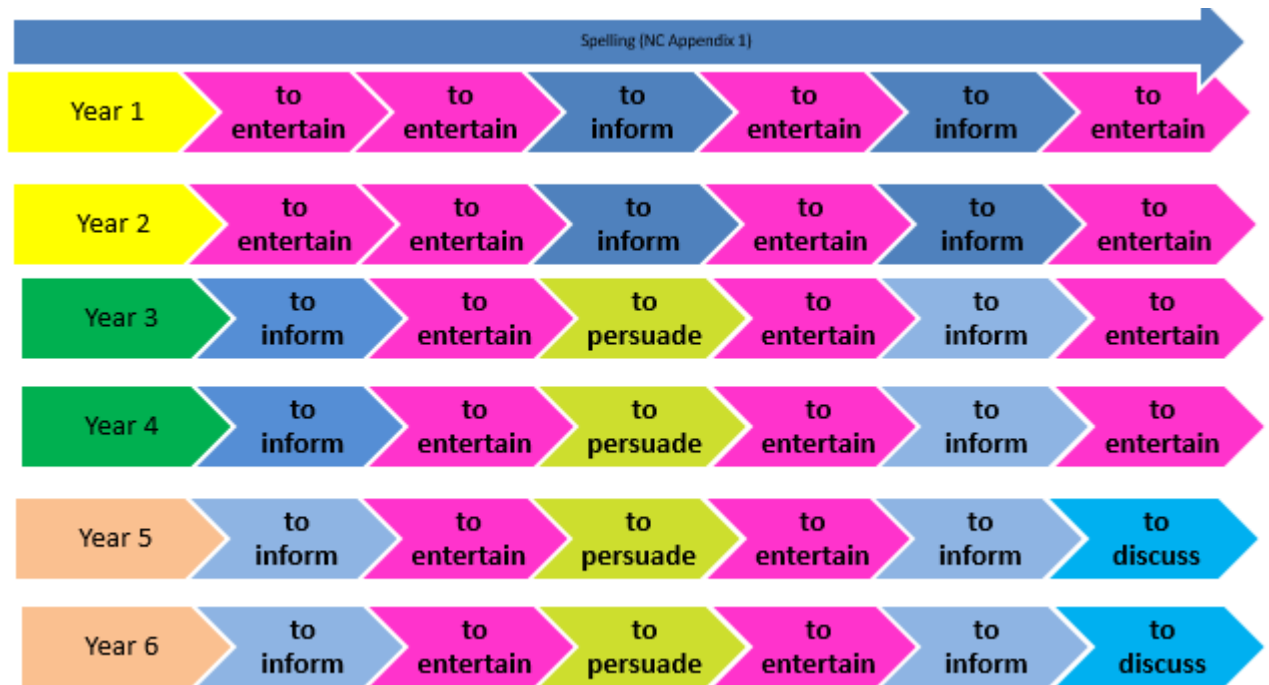 Spelling (NC Appendix 1)
Year 1 to entertain to entertain to inform to entertain to inform to entertain
Year 2 to entertain to entertain to inform to entertain to inform to entertain
Year 3 to inform to entertain to persuade to entertain to inform to entertain
Year 4 to inform to entertain to persuade to entertain to inform to entertain
Year 5 to inform to entertain to persuade to entertain to inform to discuss
Year 6 to inform to entertain to persuade to entertain to inform to discuss